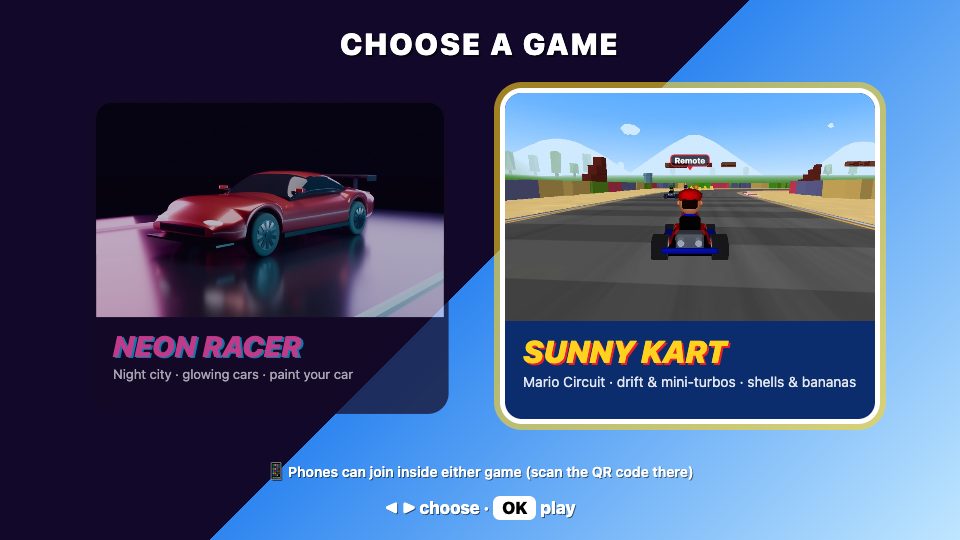 CHOOSE A GAME
Remote
NEON RACER
Night city · glowing cars · paint your car
SUNNY KART
Mario Circuit · drift & mini-turbos · shells & bananas
Phones can join inside either game (scan the QR code there)
◀ ▶ choose · OK play